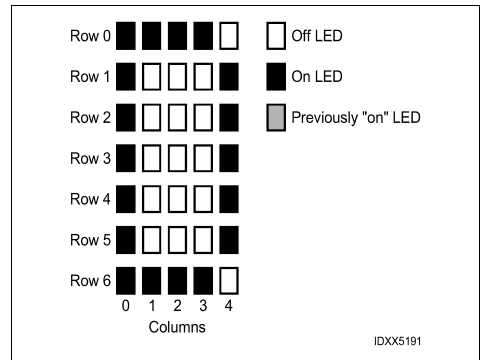 Row 0 Off LED
Row 1 On LED
Row 2 Previously "on" LED
Row 3
Row 4
Row 5
Row 6
0 1 2 3 4
Columns
IDXX5191